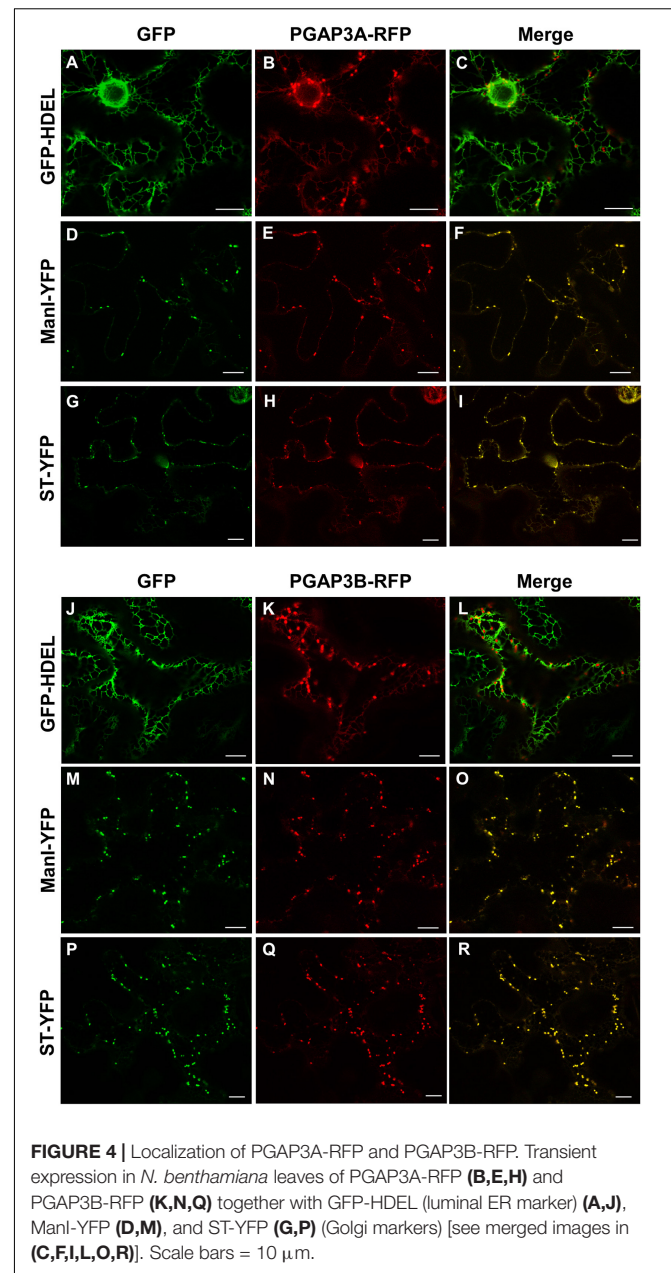 GFP PGAP3A-RFP Merge
GFP-HDEL A B C
ManI-YFP D E F
ST-YFP G H I
GFP PGAP3B-RFP Merge
GFP-HDEL J K L
ManI-YFP M N O
ST-YFP P Q R
FIGURE 4 | Localization of PGAP3A-RFP and PGAP3B-RFP. Transient
expression in N. benthamiana leaves of PGAP3A-RFP (B,E,H) and
PGAP3B-RFP (K,N,Q) together with GFP-HDEL (luminal ER marker) (A,J),
ManI-YFP (D,M), and ST-YFP (G,P) (Golgi markers) [see merged images in
(C,F,I,L,O,R)]. Scale bars = 10 μm.